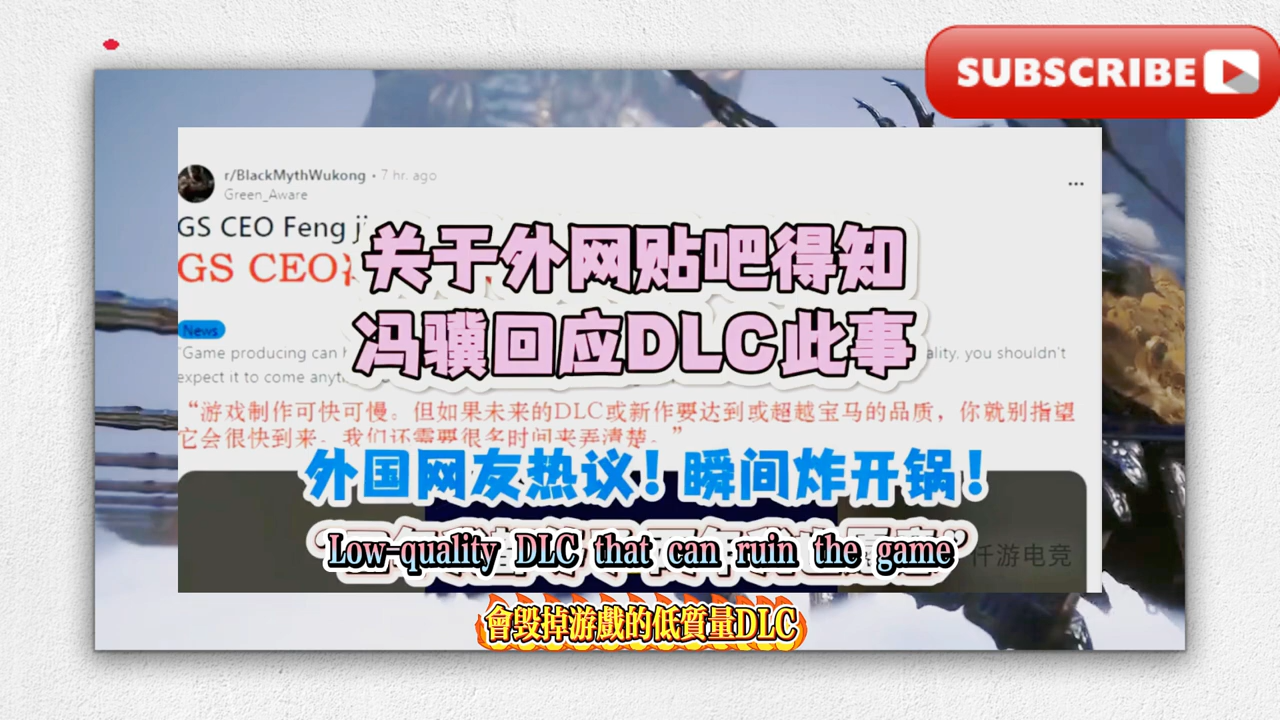 SUBSCRIBE
r/BlackMythWukong • 7 hr. ago
Green_Aware
GS CEO Feng ji
GS CEO
关于外网贴吧得知
冯骥回应DLC此事
News
"Game producing can
ality. you shouldn't
expect it to come anyti
“游戏制作可快可慢。但如果未来的DLC或新作要达到或超越宝马的品质，你就别指望
它会很快到来。我们还需要很多时间来弄清楚。”
外国网友热议！瞬间炸开锅！
Low-quality DLC that can ruin the game
仟游电竞
會毀掉游戲的低質量DLC